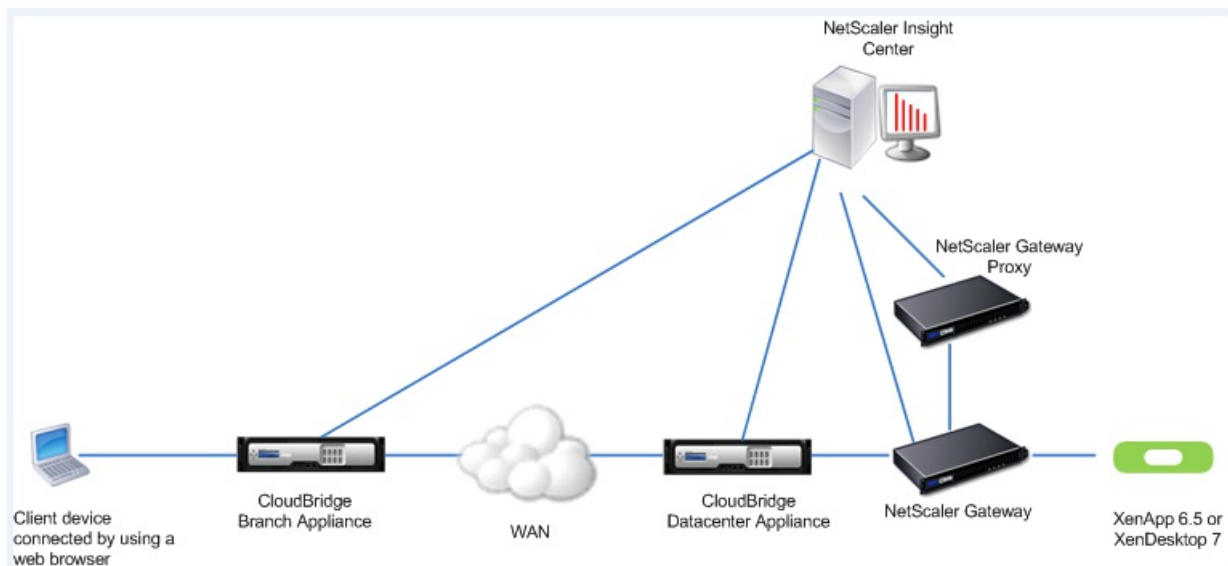 NetScaler Insight
Center
NetScaler Gateway
Proxy
CloudBridge
Branch Appliance
WAN
CloudBridge
Datacenter Appliance
NetScaler Gateway
Client device
connected by using a
web browser
XenApp 6.5 or
XenDesktop 7